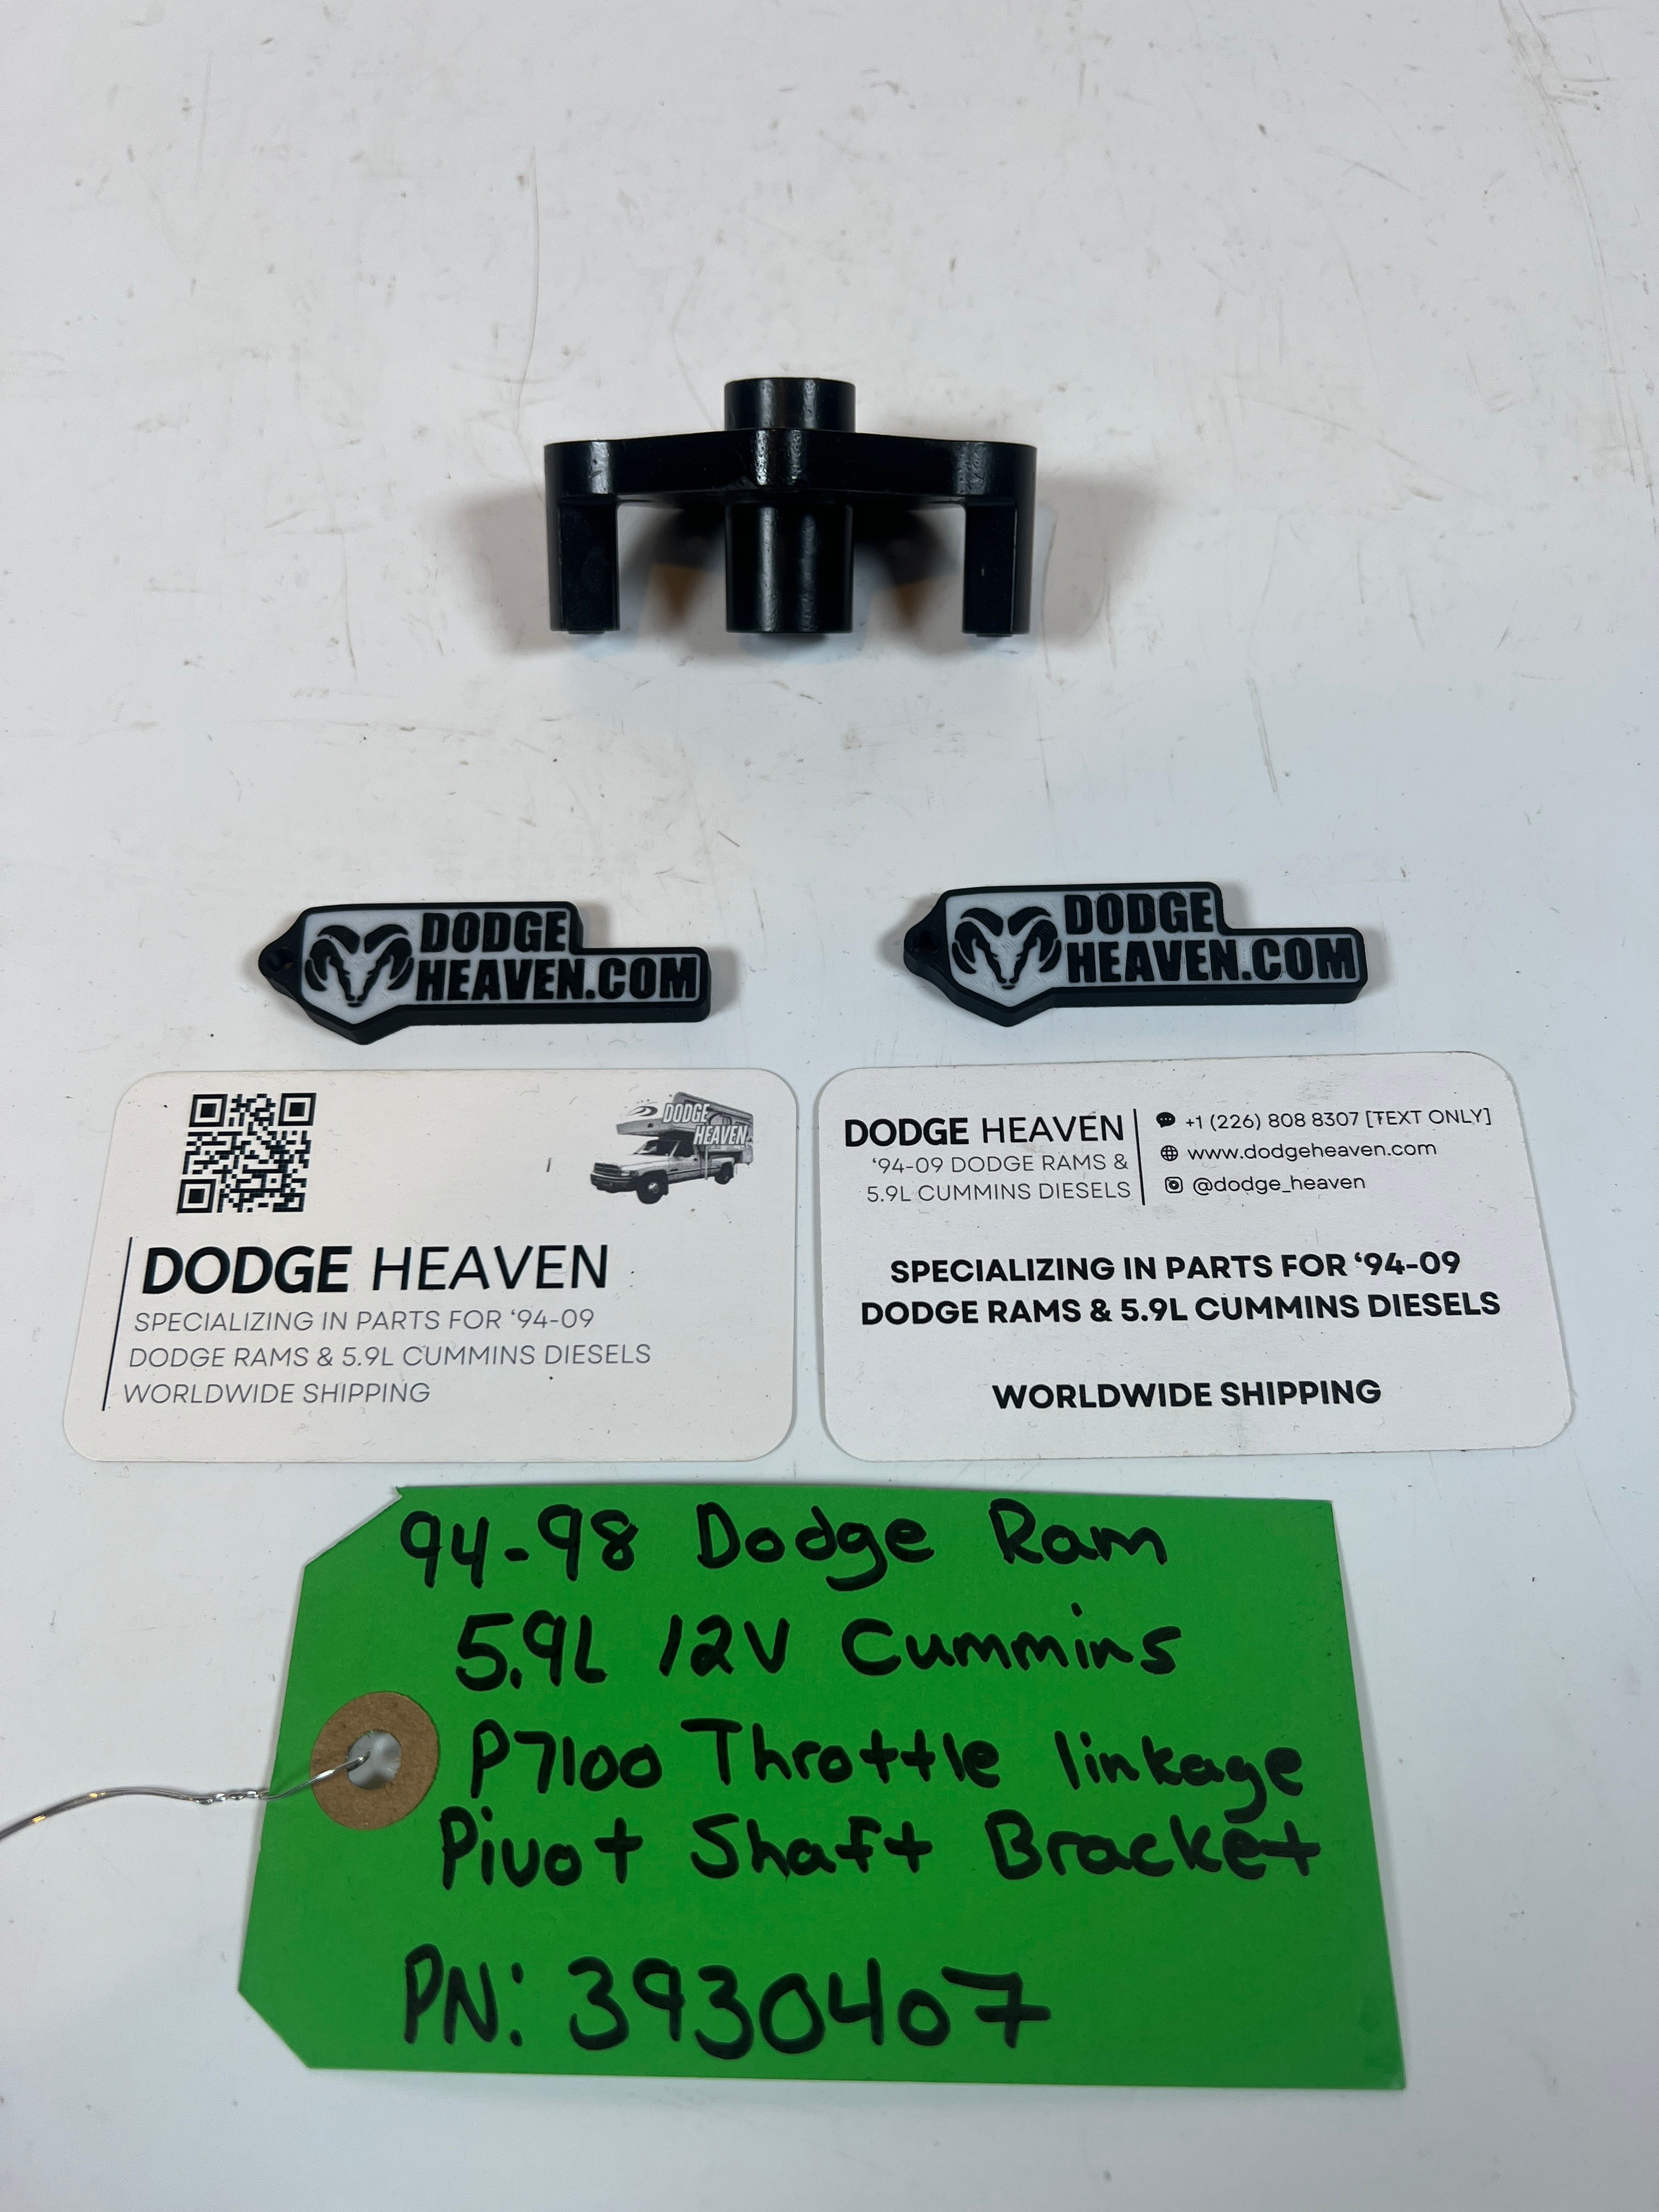 DODGE
HEAVEN.COM
DODGE
HEAVEN.COM
DODGE
HEAVEN
DODGE HEAVEN
SPECIALIZING IN PARTS FOR ‘94-09
DODGE RAMS & 5.9L CUMMINS DIESELS
WORLDWIDE SHIPPING
DODGE HEAVEN
‘94-09 DODGE RAMS &
5.9L CUMMINS DIESELS
+1 (226) 808 8307 [TEXT ONLY]
www.dodgeheaven.com
@dodge_heaven
SPECIALIZING IN PARTS FOR ‘94-09
DODGE RAMS & 5.9L CUMMINS DIESELS
WORLDWIDE SHIPPING
94-98 Dodge Ram
5.9L 12V Cummins
P7100 Throttle linkage
Pivot Shaft Bracket
PN: 3930407